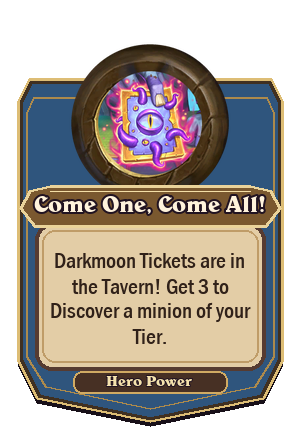 Come One, Come All!
Darkmoon Tickets are in
the Tavern! Get 3 to
Discover a minion of your
Tier.
Hero Power